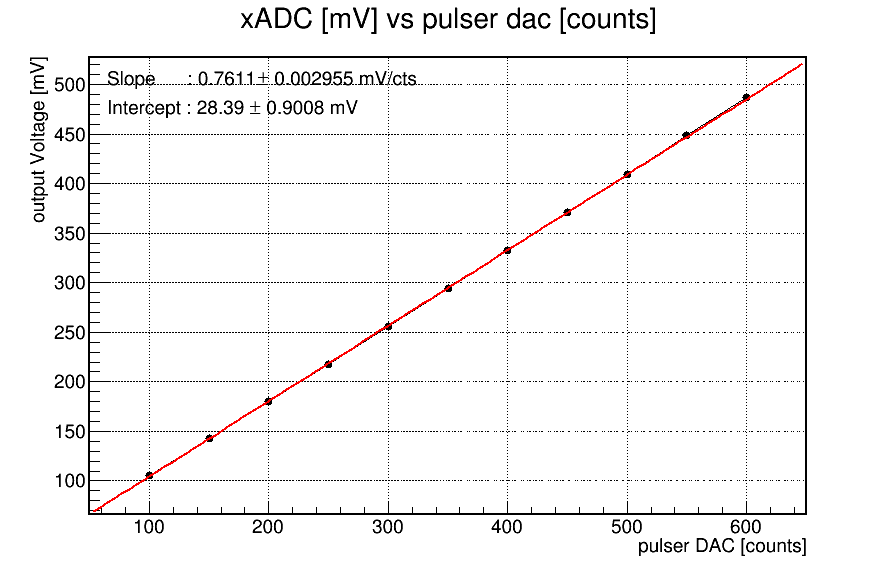 xADC [mV] vs pulser dac [counts]
output Voltage [mV]
Slope : 0.7611 ± 0.002955 mV/cts
Intercept : 28.39 ± 0.9008 mV
500
450
400
350
300
250
200
150
100
100 200 300 400 500 600
pulser DAC [counts]